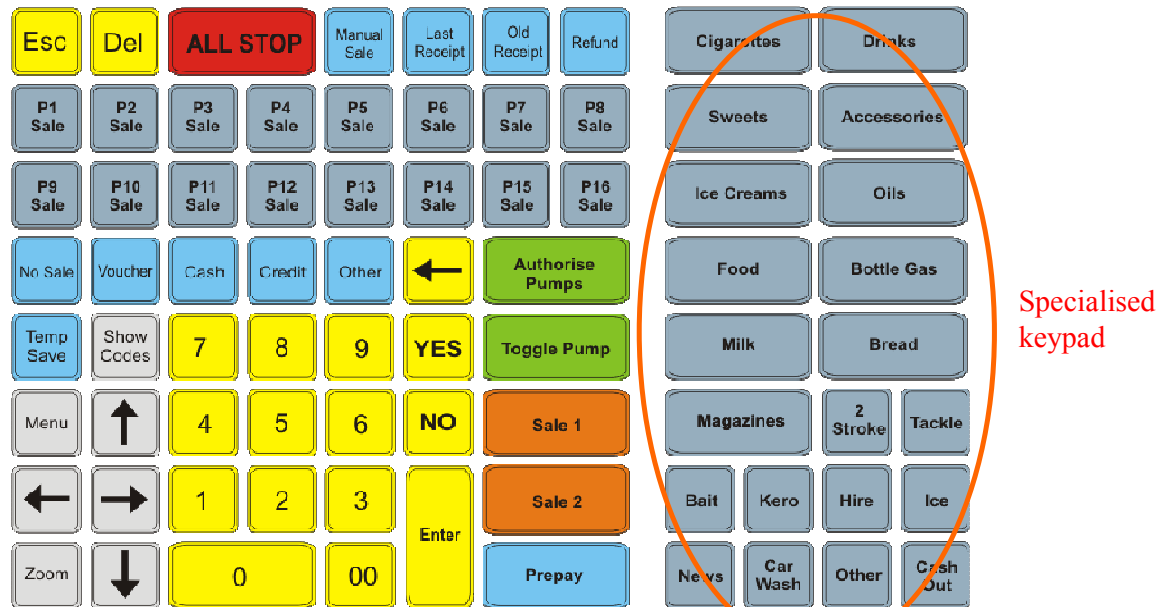 Esc Del ALL STOP Manual Sale Last Receipt Old Receipt Refund Cigarettes Drinks
P1 Sale P2 Sale P3 Sale P4 Sale P5 Sale P6 Sale P7 Sale P8 Sale Sweets Accessories
P9 Sale P10 Sale P11 Sale P12 Sale P13 Sale P14 Sale P15 Sale P16 Sale Ice Creams Oils
No Sale Voucher Cash Credit Other Authorise Pumps Food Bottle Gas
Specialised keypad
Temp Save Show Codes 7 8 9 YES Toggle Pump Milk Bread
Menu 4 5 6 NO Sale 1 Magazines 2 Stroke Tackle
1 2 3 Enter Sale 2 Bait Kero Hire Ice
Zoom 0 00 Prepay News Car Wash Other Cash Out